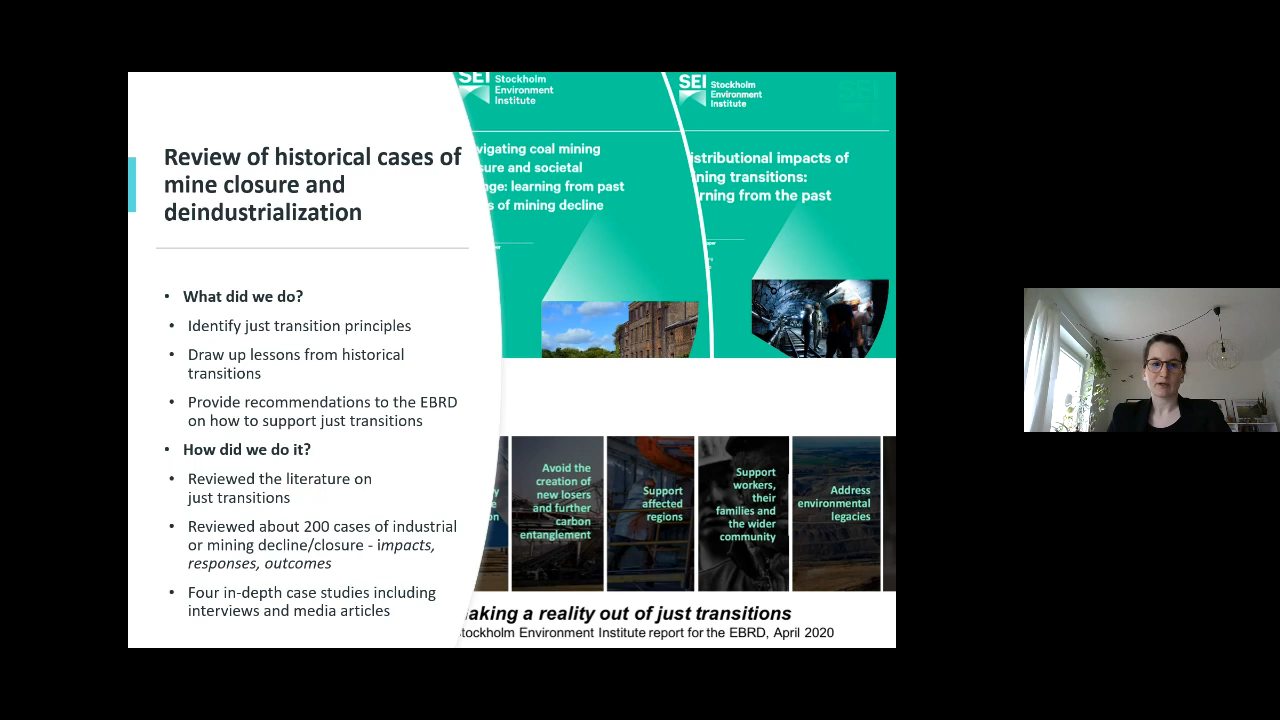 Review of historical cases of
mine closure and
deindustrialization
• What did we do?
• Identify just transition principles
• Draw up lessons from historical
transitions
• Provide recommendations to the EBRD
on how to support just transitions
• How did we do it?
• Reviewed the literature on
just transitions
• Reviewed about 200 cases of industrial
or mining decline/closure - impacts,
responses, outcomes
• Four in-depth case studies including
interviews and media articles
SEI Stockholm
Environment
Institute
vigating coal mining
sure and societal
nge: learning from past
s of mining decline
SEI Stockholm
Environment
Institute
istributional impacts of
ning transitions:
rning from the past
Avoid the
creation of
new losers
and further
carbon
entanglement
Support
affected
regions
Support
workers,
their
families and
the wider
community
Address
environmental
legacies
aking a reality out of just transitions
tockholm Environment Institute report for the EBRD, April 2020